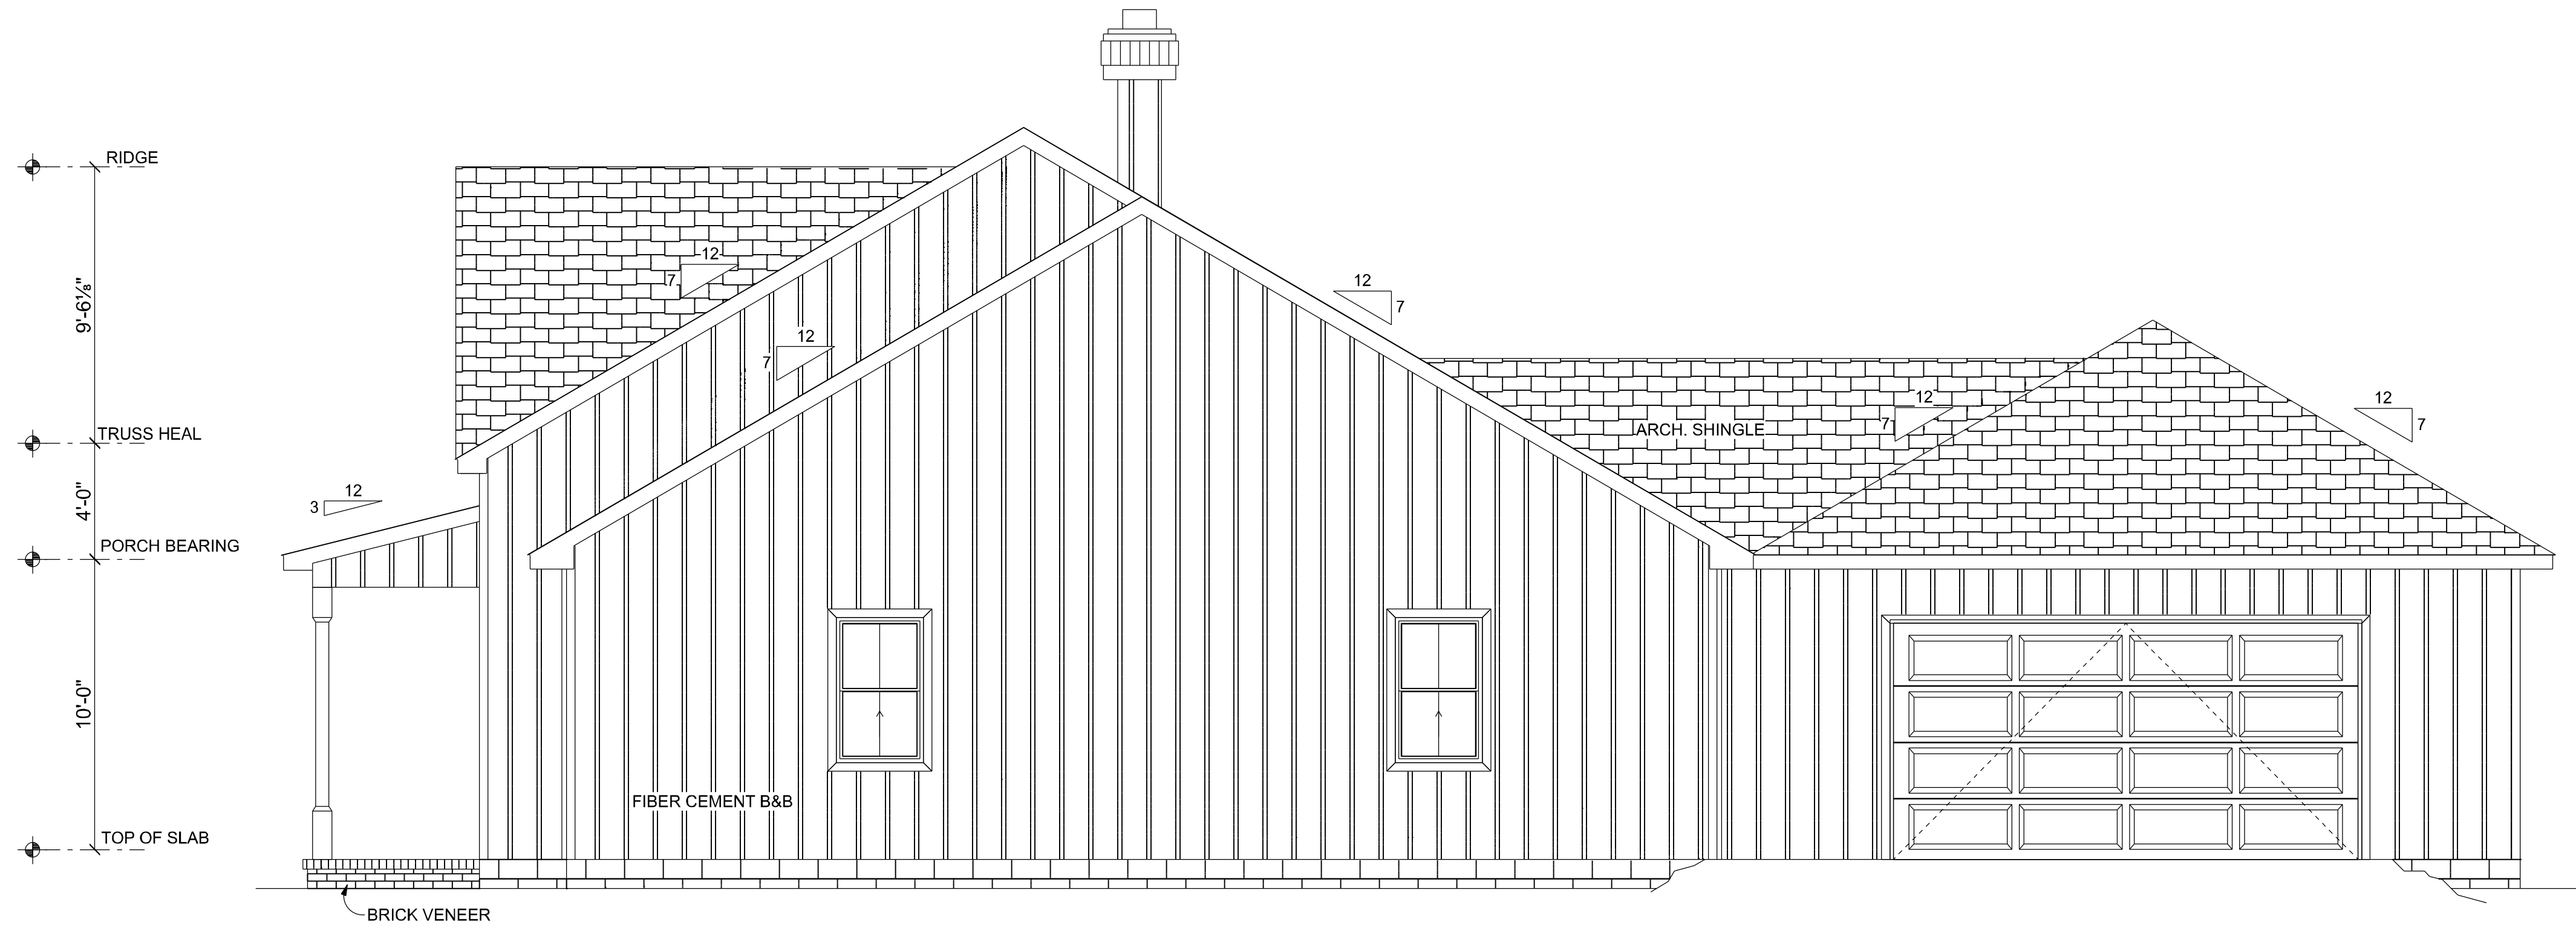 RIDGE
12
7
9'-6⅛"
12
7
12
7
12
7
12
7
ARCH. SHINGLE
TRUSS HEAL
12
3
4'-0"
PORCH BEARING
10'-0"
FIBER CEMENT B&B
TOP OF SLAB
BRICK VENEER